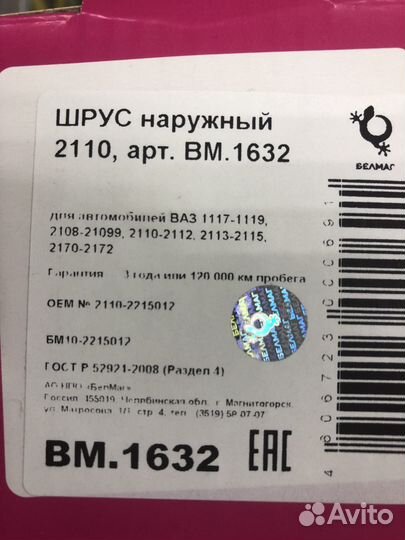 ШРУС наружный
2110, арт. BM.1632
БЕЛМАГ
для автомобилей ВАЗ 1117-1119,
2108-21099, 2110-2112, 2113-2115,
2170-2172
Гарантия 3 года или 120 000 км пробега
OEM № 2110-2215012
БМ10-2215012
ГОСТ Р 52921-2008 (Раздел 4)
АО НПО «БелМаг»
Россия, 455019, Челябинская обл., г. Магнитогорск,
ул. Матросова, 1/1 стр. 4, тел. (3519) 58 07-07
BM.1632
EAC
БЕЛМАГ
Avito